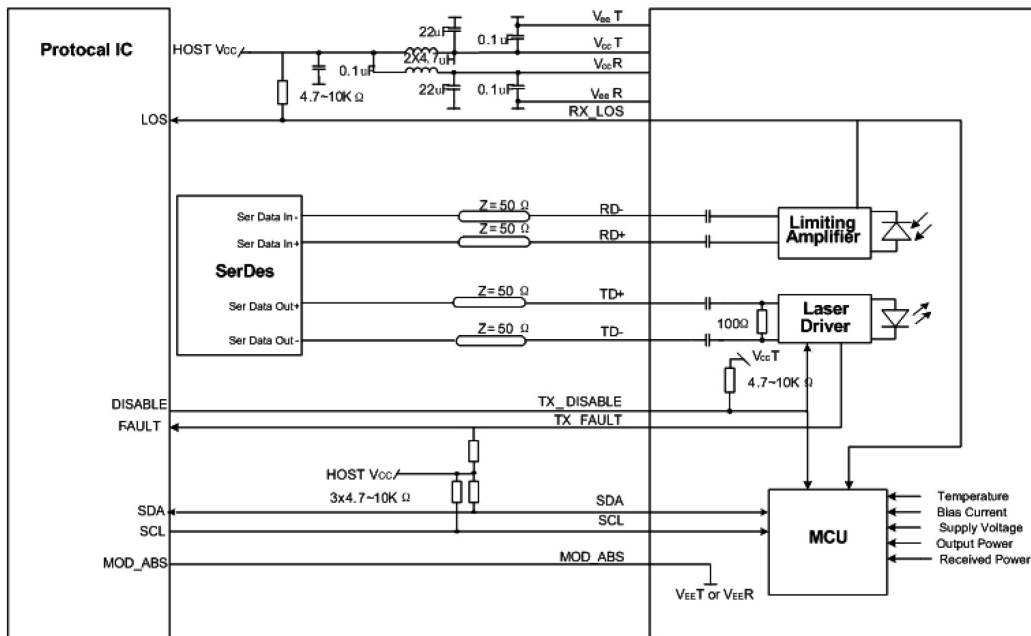 Protocal IC
HOST Vcc
22uF
0.1uF
VeeT
VccT
2X4.7uH
0.1uF
VccR
4.7~10K Ω
22uF
0.1uF
VeeR
LOS
RX_LOS
Ser Data In -
Z= 50 Ω
RD-
Ser Data In+
Z= 50 Ω
RD+
Limiting
Amplifier
SerDes
Ser Data Out+
Z= 50 Ω
TD+
Ser Data Out -
Z= 50 Ω
TD-
100Ω
Laser
Driver
VccT
4.7~10K Ω
DISABLE
TX_DISABLE
FAULT
TX_FAULT
HOST Vcc
3x4.7~10K Ω
SDA
SDA
SCL
SCL
MCU
Temperature
Bias Current
Supply Voltage
Output Power
Received Power
MOD_ABS
MOD_ABS
VEET or VEER